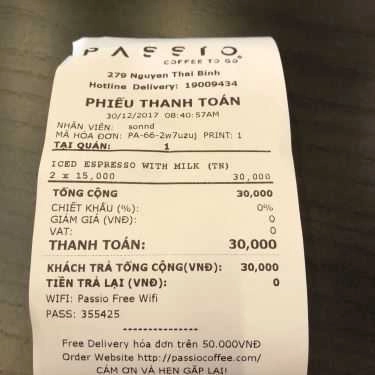 PASSIO
COFFEE TO GO
279 Nguyen Thai Binh
Hotline Delivery: 19009434
PHIẾU THANH TOÁN
30/12/2017 08:40:57AM
NHÂN VIÊN: sonnd
MÃ HÓA ĐƠN: PA-66-2w7uzuj PRINT: 1
TẠI QUÁN: 1
ICED ESPRESSO WITH MILK (TN)
2 x 15,000 30,000
TỔNG CỘNG 30,000
CHIẾT KHẤU (%): 0%
GIẢM GIÁ (VNĐ): 0
VAT: 0
THANH TOÁN: 30,000
KHÁCH TRẢ TỔNG CỘNG(VNĐ): 30,000
TIỀN TRẢ LẠI (VNĐ): 0
WIFI: Passio Free Wifi
PASS: 355425
---------------
Free Delivery hóa đơn trên 50.000VNĐ
Order Website http://passiocoffee.com/
CÁM ƠN VÀ HẸN GẶP LẠI!